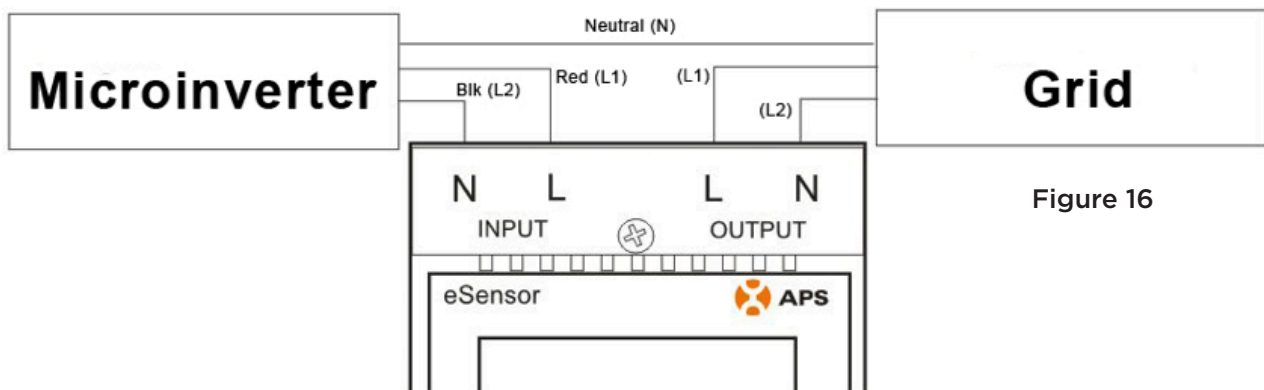 Neutral (N)
Microinverter
Blk (L2)
Red (L1)
(L1)
(L2)
Grid
Figure 16
N L L N
INPUT OUTPUT
eSensor APS